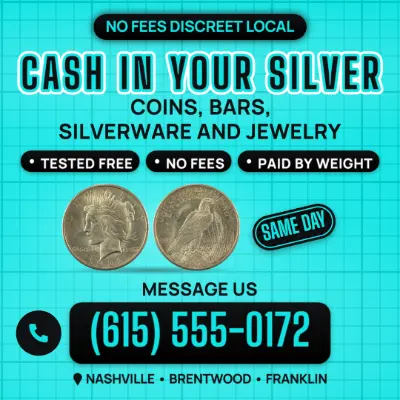 NO FEES DISCREET LOCAL
CASH IN YOUR SILVER
COINS, BARS,
SILVERWARE AND JEWELRY
• TESTED FREE • NO FEES • PAID BY WEIGHT
SAME DAY
MESSAGE US
(615) 555-0172
NASHVILLE • BRENTWOOD • FRANKLIN